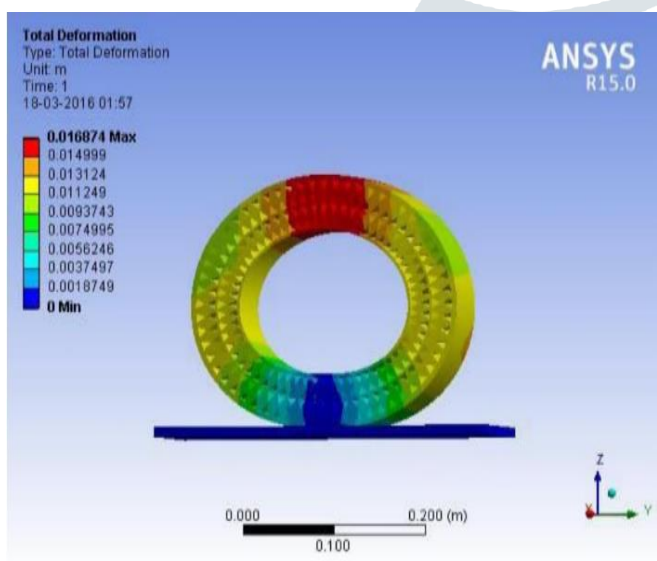 Total Deformation
Type: Total Deformation
Unit: m
Time: 1
18-03-2016 01:57
ANSYS
R15.0
0.016874 Max
0.014999
0.013124
0.011249
0.0093743
0.0074995
0.0056246
0.0037497
0.0018749
0 Min
0.000
0.200 (m)
0.100
Z
X
Y